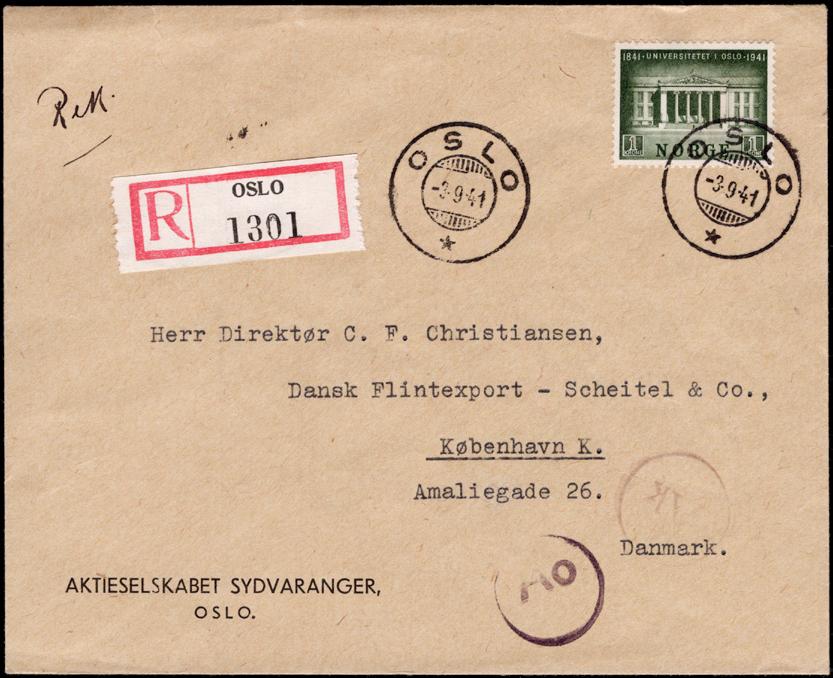 Rek.
1841 · UNIVERSITETET I OSLO · 1941
1 NORGE 1
OSLO
-3.9.41
OSLO
-3.9.41
R OSLO
1301
Herr Direktør C. F. Christiansen,
Dansk Flintexport - Scheitel & Co.,
København K.
Amaliegade 26.
Danmark.
AKTIESELSKABET SYDVARANGER,
OSLO.